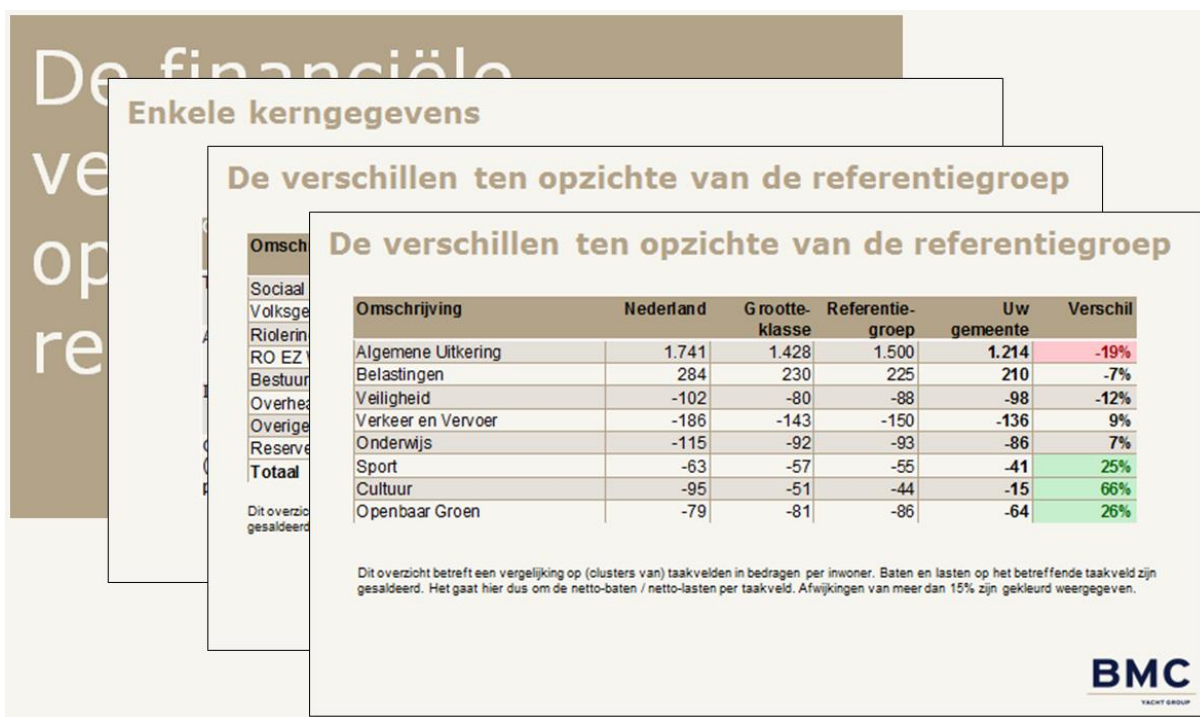 De financiële
ve
op
re
Enkele kerngegevens
De verschillen ten opzichte van de referentiegroep
Omsch
Sociaal
Volksge
Riolerin
RO EZ
Bestuur
Overhea
Overige
Reserve
Totaal
Dit overzic
gesaldeerd
De verschillen ten opzichte van de referentiegroep
Omschrijving Nederland Grootte- Referentie- Uw Verschil
klasse groep gemeente
Algemene Uitkering 1.741 1.428 1.500 1.214 -19%
Belastingen 284 230 225 210 -7%
Veiligheid -102 -80 -88 -98 -12%
Verkeer en Vervoer -186 -143 -150 -136 9%
Onderwijs -115 -92 -93 -86 7%
Sport -63 -57 -55 -41 25%
Cultuur -95 -51 -44 -15 66%
Openbaar Groen -79 -81 -86 -64 26%
Dit overzicht betreft een vergelijking op (clusters van) taakvelden in bedragen per inwoner. Baten en lasten op het betreffende taakveld zijn
gesaldeerd. Het gaat hier dus om de netto-baten / netto-lasten per taakveld. Afwijkingen van meer dan 15% zijn gekleurd weergegeven.
BMC
YACHT GROUP